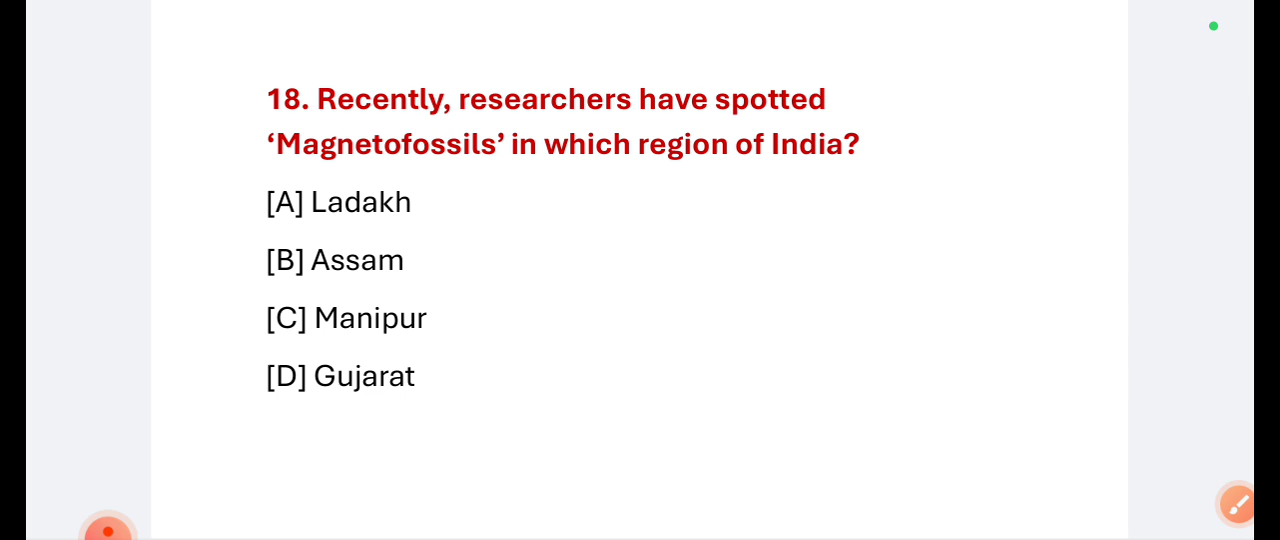 18. Recently, researchers have spotted
‘Magnetofossils’ in which region of India?
[A] Ladakh
[B] Assam
[C] Manipur
[D] Gujarat